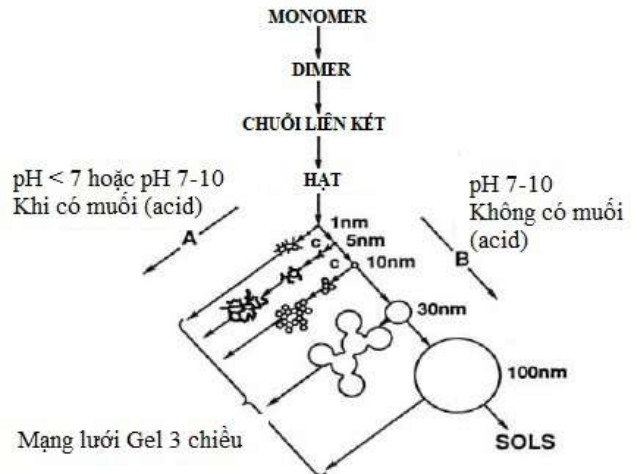 MONOMER
DIMER
CHUỖI LIÊN KẾT
HẠT
pH < 7 hoặc pH 7-10
Khi có muối (acid)
pH 7-10
Không có muối
(acid)
A
B
1nm
c
5nm
c
10nm
30nm
100nm
SOLS
Mạng lưới Gel 3 chiều